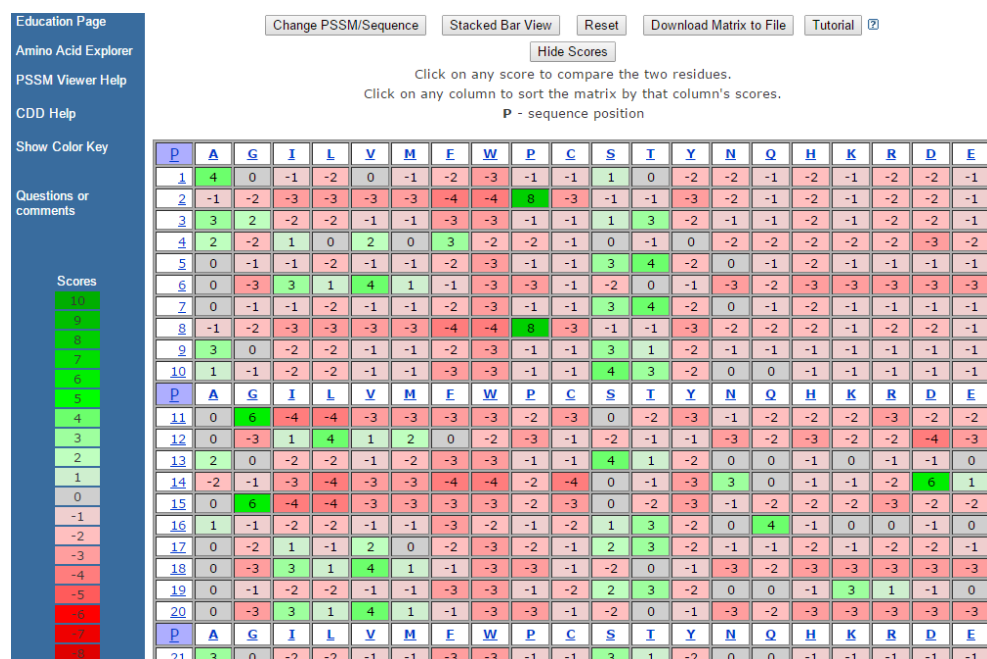 Education Page
Amino Acid Explorer
PSSM Viewer Help
CDD Help
Show Color Key
Questions or
comments
Scores
10
9
8
7
6
5
4
3
2
1
0
-1
-2
-3
-4
-5
-6
-7
-8
Change PSSM/Sequence Stacked Bar View Reset Download Matrix to File Tutorial ?
Hide Scores
Click on any score to compare the two residues.
Click on any column to sort the matrix by that column's scores.
P - sequence position
P A G I L V M F W P C S T Y N Q H K R D E
1 4 0 -1 -2 0 -1 -2 -3 -1 -1 1 0 -2 -2 -1 -2 -1 -2 -2 -1
2 -1 -2 -3 -3 -3 -3 -4 -4 8 -3 -1 -1 -3 -2 -2 -2 -1 -2 -2 -1
3 3 2 -2 -2 -1 -1 -3 -3 -1 -1 1 3 -2 -1 -1 -2 -1 -2 -2 -1
4 2 -2 1 0 2 0 3 -2 -2 -1 0 -1 0 -2 -2 -2 -2 -2 -3 -2
5 0 -1 -1 -2 -1 -1 -2 -3 -1 -1 3 4 -2 0 -1 -2 -1 -1 -1 -1
6 0 -3 3 1 4 1 -1 -3 -3 -1 -2 0 -1 -3 -2 -3 -3 -3 -3 -3
7 0 -1 -1 -2 -1 -1 -2 -3 -1 -1 3 4 -2 0 -1 -2 -1 -1 -1 -1
8 -1 -2 -3 -3 -3 -3 -4 -4 8 -3 -1 -1 -3 -2 -2 -2 -1 -2 -2 -1
9 3 0 -2 -2 -1 -1 -2 -3 -1 -1 3 1 -2 -1 -1 -1 -1 -1 -1 -1
10 1 -1 -2 -2 -1 -1 -3 -3 -1 -1 4 3 -2 0 0 -1 -1 -1 -1 -1
P A G I L V M F W P C S T Y N Q H K R D E
11 0 6 -4 -4 -3 -3 -3 -3 -2 -3 0 -2 -3 -1 -2 -2 -2 -3 -2 -2
12 0 -3 1 4 1 2 0 -2 -3 -1 -2 -1 -1 -3 -2 -3 -2 -2 -4 -3
13 2 0 -2 -2 -1 -2 -3 -3 -1 -1 4 1 -2 0 0 -1 0 -1 -1 0
14 -2 -1 -3 -4 -3 -3 -4 -4 -2 -4 0 -1 -3 3 0 -1 -1 -2 6 1
15 0 6 -4 -4 -3 -3 -3 -3 -2 -3 0 -2 -3 -1 -2 -2 -2 -3 -2 -2
16 1 -1 -2 -2 -1 -1 -3 -2 -1 -2 1 3 -2 0 4 -1 0 0 -1 0
17 0 -2 1 -1 2 0 -2 -3 -2 -1 2 3 -2 -1 -1 -2 -1 -2 -2 -1
18 0 -3 3 1 4 1 -1 -3 -3 -1 -2 0 -1 -3 -2 -3 -3 -3 -3 -3
19 0 -1 -2 -2 -1 -1 -3 -3 -1 -2 2 3 -2 0 0 -1 3 1 -1 0
20 0 -3 3 1 4 1 -1 -3 -3 -1 -2 0 -1 -3 -2 -3 -3 -3 -3 -3
P A G I L V M F W P C S T Y N Q H K R D E
21 3 0 -2 -2 -1 -1 -3 -3 -1 -1 3 1 -2 0 0 -1 -1 -1 -1 -1